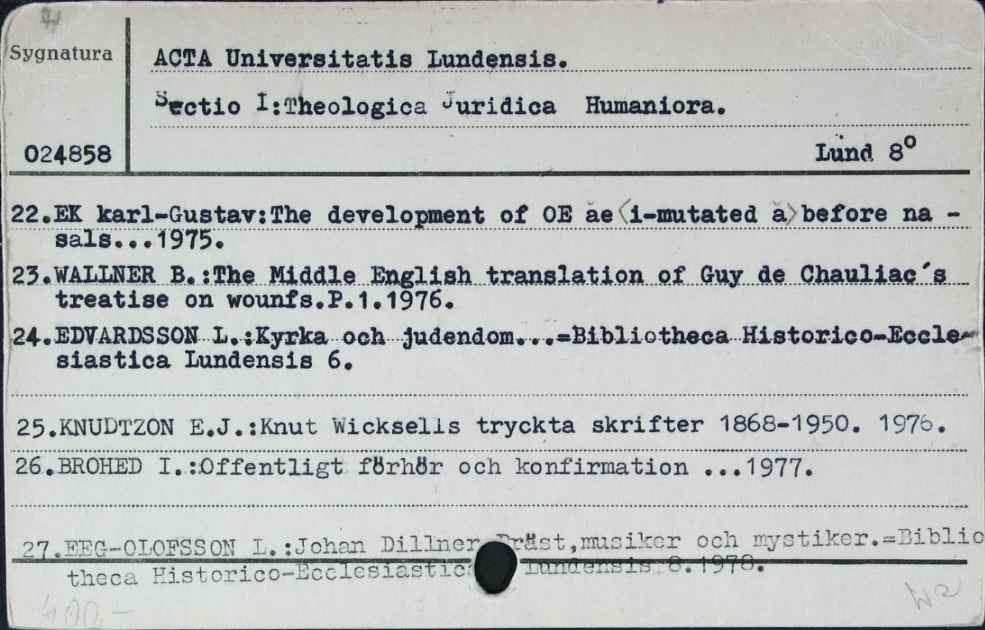 Sygnatura
ACTA Universitatis Lundensis.
Sectio I:Theologica Juridica Humaniora.
024858
Lund 8º
22.EK karl-Gustav:The development of OE ăe<i-mutated ă>before na -
sals...1975.
23.WALLNER B.:The Middle English translation of Guy de Chauliac´s
treatise on wounfs.P.1.1976.
24.EDVARDSSON L.:Kyrka och judendom...=Bibliotheca Historico-Eccle-
siastica Lundensis 6.
25.KNUDTZON E.J.:Knut Wicksells tryckta skrifter 1868-1950. 1976.
26.BROHED I.:Offentligt förhör och konfirmation ...1977.
27.EEG-OLOFSSON L.:Johan Dillner Präst,musiker och mystiker.=Biblio
theca Historico-Ecclesiastica Lundensis 8.1978.
400-